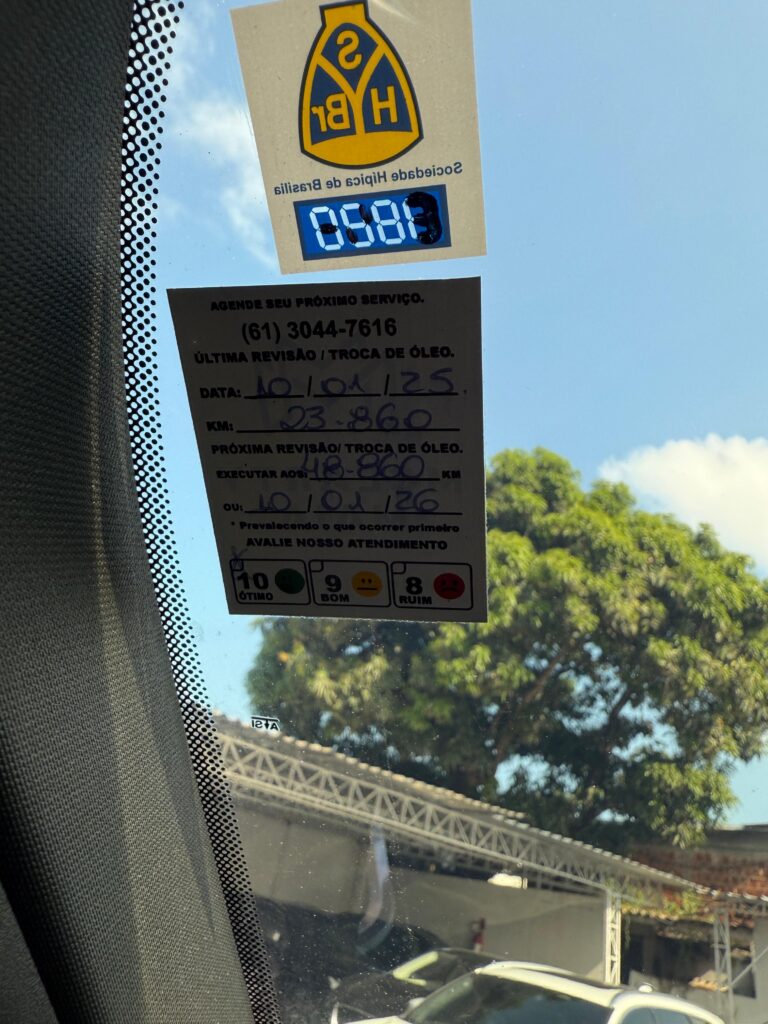 S
H Br
Sociedade Hípica de Brasília
AGENDE SEU PRÓXIMO SERVIÇO.
(61) 3044-7616
ÚLTIMA REVISÃO / TROCA DE ÓLEO.
DATA: 10 / 01 / 25
KM: 23.860
PRÓXIMA REVISÃO/ TROCA DE ÓLEO.
EXECUTAR AOS: 48.860 KM
OU: 10 / 01 / 26
* Prevalecendo o que ocorrer primeiro
AVALIE NOSSO ATENDIMENTO
10 9 8
ÓTIMO BOM RUIM